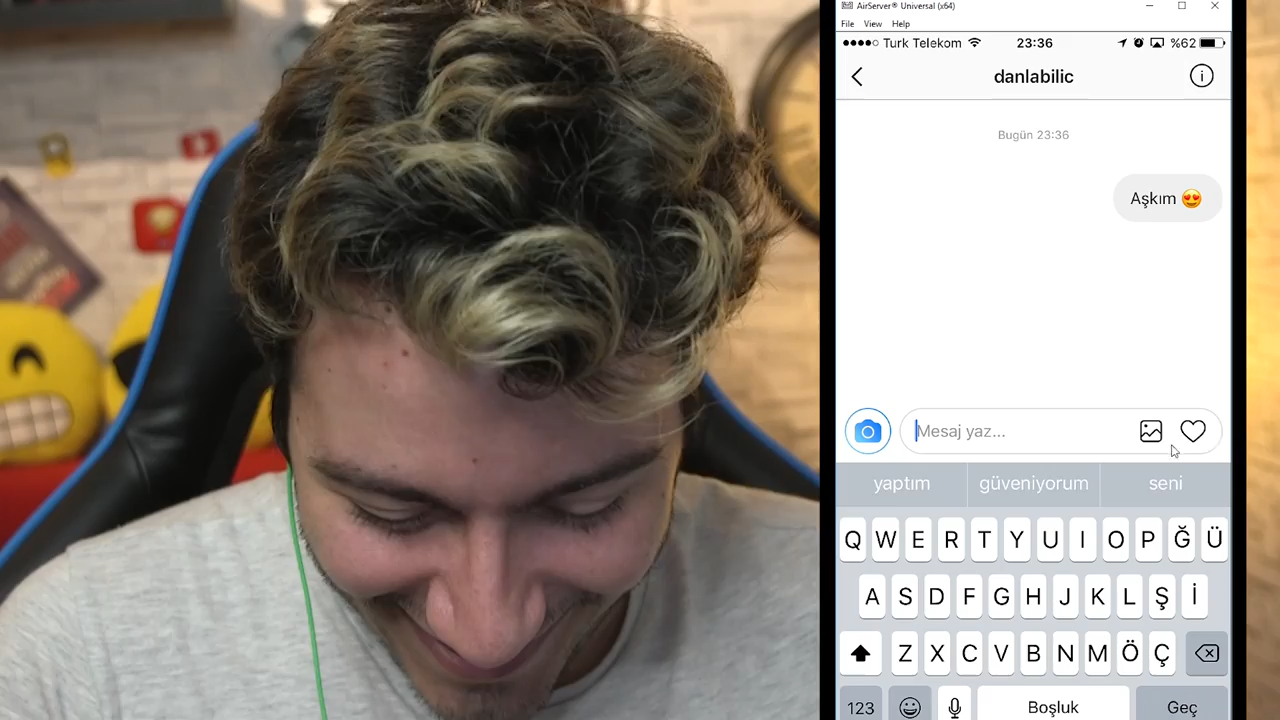 AirServer® Universal (x64)
File View Help
Turk Telekom 23:36 %62
danlabilic
Bugün 23:36
Aşkım 😍
Mesaj yaz...
yaptım güveniyorum seni
Q W E R T Y U I O P Ğ Ü
A S D F G H J K L Ş İ
Z X C V B N M Ö Ç
123 Boşluk Geç